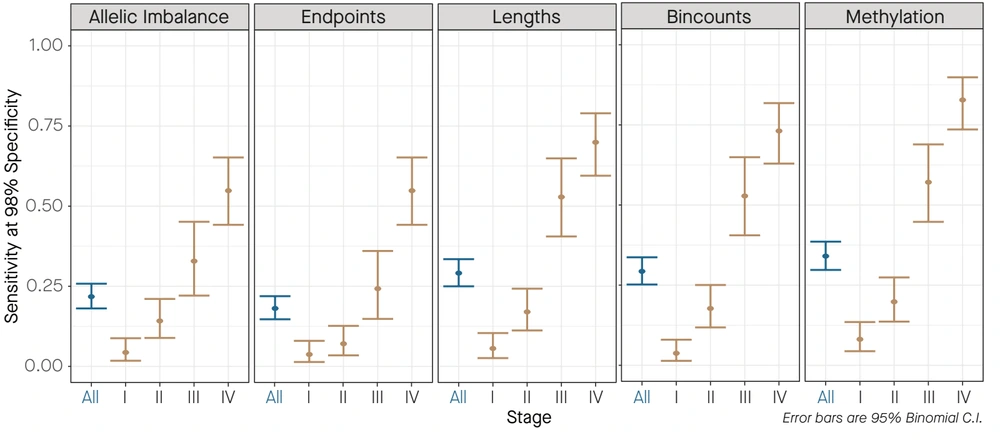 Allelic Imbalance Endpoints Lengths Bincounts Methylation
Sensitivity at 98% Specificity
1.00
0.75
0.50
0.25
0.00
All I II III IV All I II III IV All I II III IV All I II III IV All I II III IV
Stage
Error bars are 95% Binomial C.I.